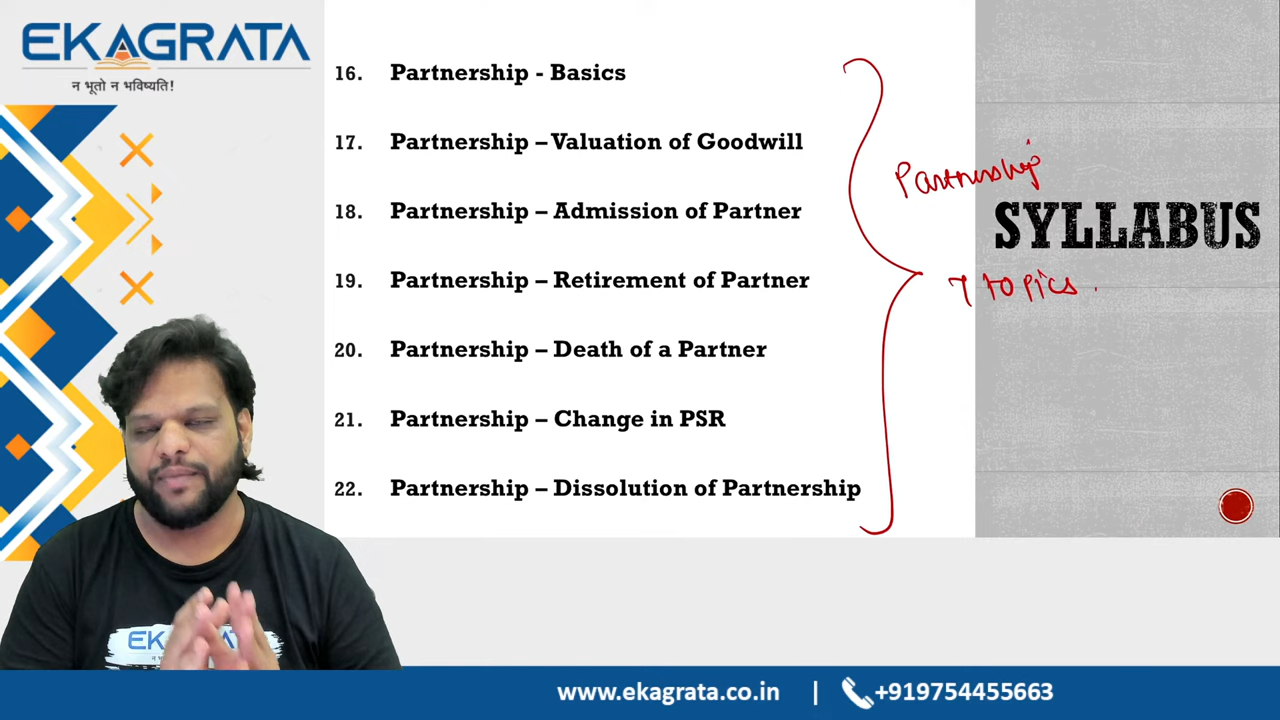 EKAGRATA
न भूतो न भविष्यति!
16. Partnership - Basics
17. Partnership – Valuation of Goodwill
18. Partnership – Admission of Partner
19. Partnership – Retirement of Partner
20. Partnership – Death of a Partner
21. Partnership – Change in PSR
22. Partnership – Dissolution of Partnership
Partnership
7 topics.
SYLLABUS
EKAGRATA
www.ekagrata.co.in | +919754455663